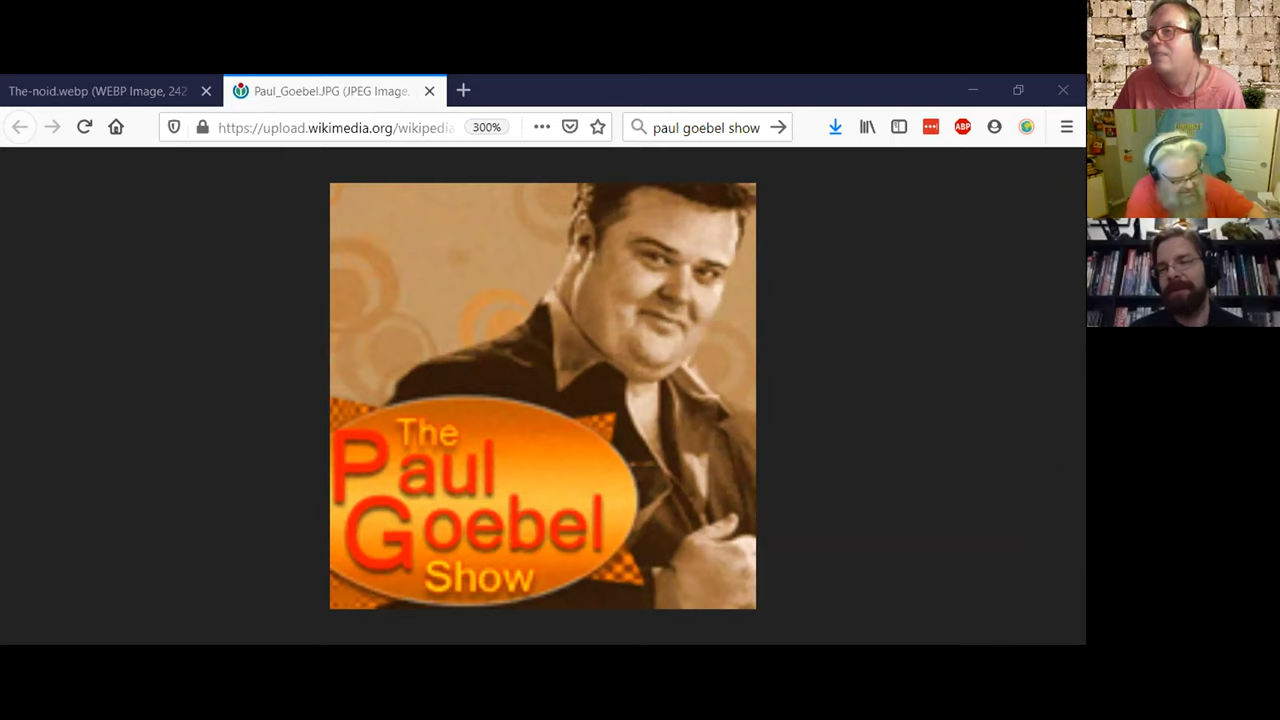 The-noid.webp (WEBP Image, 242
Paul_Goebel.JPG (JPEG Image,
https://upload.wikimedia.org/wikipedia
300%
paul goebel show
ABP
The
Paul
Goebel
Show